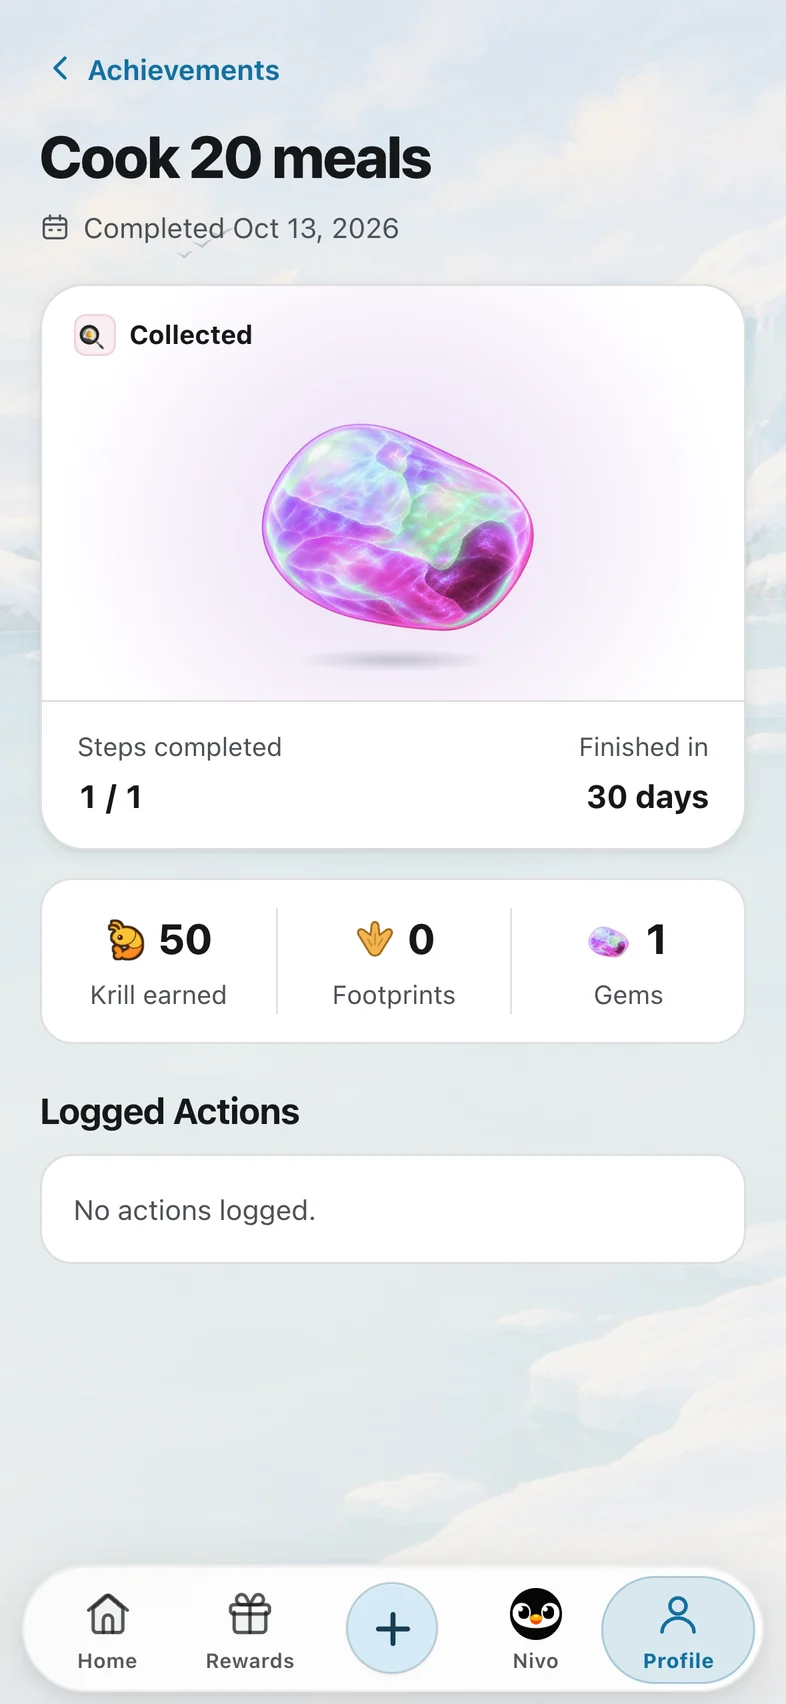 Achievements
Cook 20 meals
Completed Oct 13, 2026
Collected
Steps completed
1 / 1
Finished in
30 days
50
Krill earned
0
Footprints
1
Gems
Logged Actions
No actions logged.
Home
Rewards
Nivo
Profile